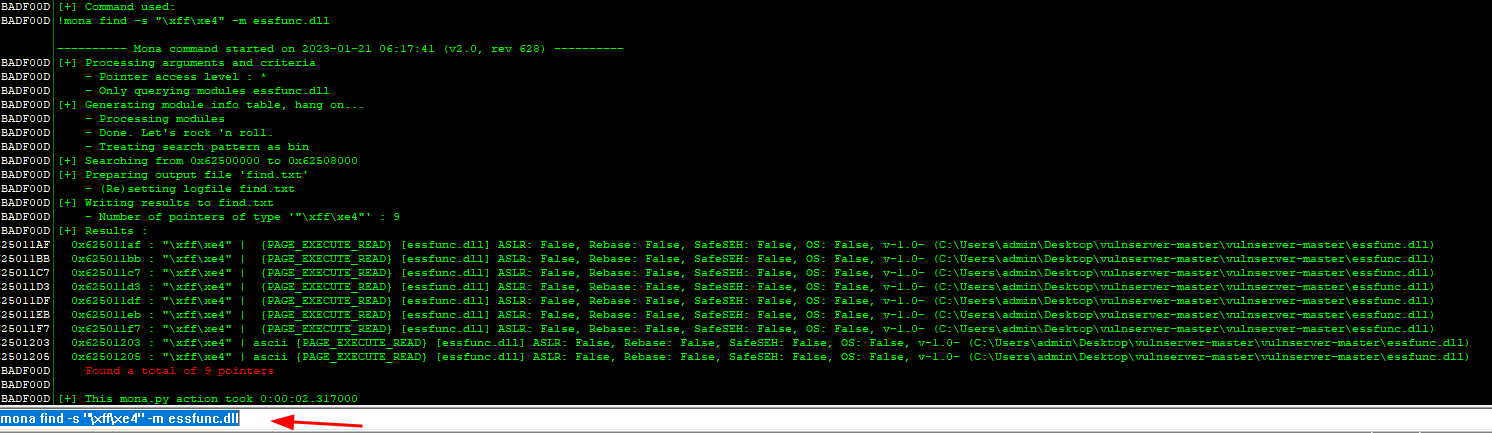 BADF00D [+] Command used:
BADF00D !mona find -s "\xff\xe4" -m essfunc.dll
---------- Mona command started on 2023-01-21 06:17:41 (v2.0, rev 628) ----------
BADF00D [+] Processing arguments and criteria
BADF00D - Pointer access level : *
BADF00D - Only querying modules essfunc.dll
BADF00D [+] Generating module info table, hang on...
BADF00D - Processing modules
BADF00D - Done. Let's rock 'n roll.
BADF00D - Treating search pattern as bin
BADF00D [+] Searching from 0x62500000 to 0x62508000
BADF00D [+] Preparing output file 'find.txt'
BADF00D - (Re)setting logfile find.txt
BADF00D [+] Writing results to find.txt
BADF00D - Number of pointers of type '"\xff\xe4"' : 9
BADF00D [+] Results :
625011AF 0x625011af : "\xff\xe4" | {PAGE_EXECUTE_READ} [essfunc.dll] ASLR: False, Rebase: False, SafeSEH: False, OS: False, v-1.0- (C:\Users\admin\Desktop\vulnserver-master\vulnserver-master\essfunc.dll)
625011BB 0x625011bb : "\xff\xe4" | {PAGE_EXECUTE_READ} [essfunc.dll] ASLR: False, Rebase: False, SafeSEH: False, OS: False, v-1.0- (C:\Users\admin\Desktop\vulnserver-master\vulnserver-master\essfunc.dll)
625011C7 0x625011c7 : "\xff\xe4" | {PAGE_EXECUTE_READ} [essfunc.dll] ASLR: False, Rebase: False, SafeSEH: False, OS: False, v-1.0- (C:\Users\admin\Desktop\vulnserver-master\vulnserver-master\essfunc.dll)
625011D3 0x625011d3 : "\xff\xe4" | {PAGE_EXECUTE_READ} [essfunc.dll] ASLR: False, Rebase: False, SafeSEH: False, OS: False, v-1.0- (C:\Users\admin\Desktop\vulnserver-master\vulnserver-master\essfunc.dll)
625011DF 0x625011df : "\xff\xe4" | {PAGE_EXECUTE_READ} [essfunc.dll] ASLR: False, Rebase: False, SafeSEH: False, OS: False, v-1.0- (C:\Users\admin\Desktop\vulnserver-master\vulnserver-master\essfunc.dll)
625011EB 0x625011eb : "\xff\xe4" | {PAGE_EXECUTE_READ} [essfunc.dll] ASLR: False, Rebase: False, SafeSEH: False, OS: False, v-1.0- (C:\Users\admin\Desktop\vulnserver-master\vulnserver-master\essfunc.dll)
625011F7 0x625011f7 : "\xff\xe4" | {PAGE_EXECUTE_READ} [essfunc.dll] ASLR: False, Rebase: False, SafeSEH: False, OS: False, v-1.0- (C:\Users\admin\Desktop\vulnserver-master\vulnserver-master\essfunc.dll)
62501203 0x62501203 : "\xff\xe4" | ascii {PAGE_EXECUTE_READ} [essfunc.dll] ASLR: False, Rebase: False, SafeSEH: False, OS: False, v-1.0- (C:\Users\admin\Desktop\vulnserver-master\vulnserver-master\essfunc.dll)
62501205 0x62501205 : "\xff\xe4" | ascii {PAGE_EXECUTE_READ} [essfunc.dll] ASLR: False, Rebase: False, SafeSEH: False, OS: False, v-1.0- (C:\Users\admin\Desktop\vulnserver-master\vulnserver-master\essfunc.dll)
BADF00D Found a total of 9 pointers
BADF00D
BADF00D [+] This mona.py action took 0:00:02.317000
mona find -s "\xff\xe4" -m essfunc.dll